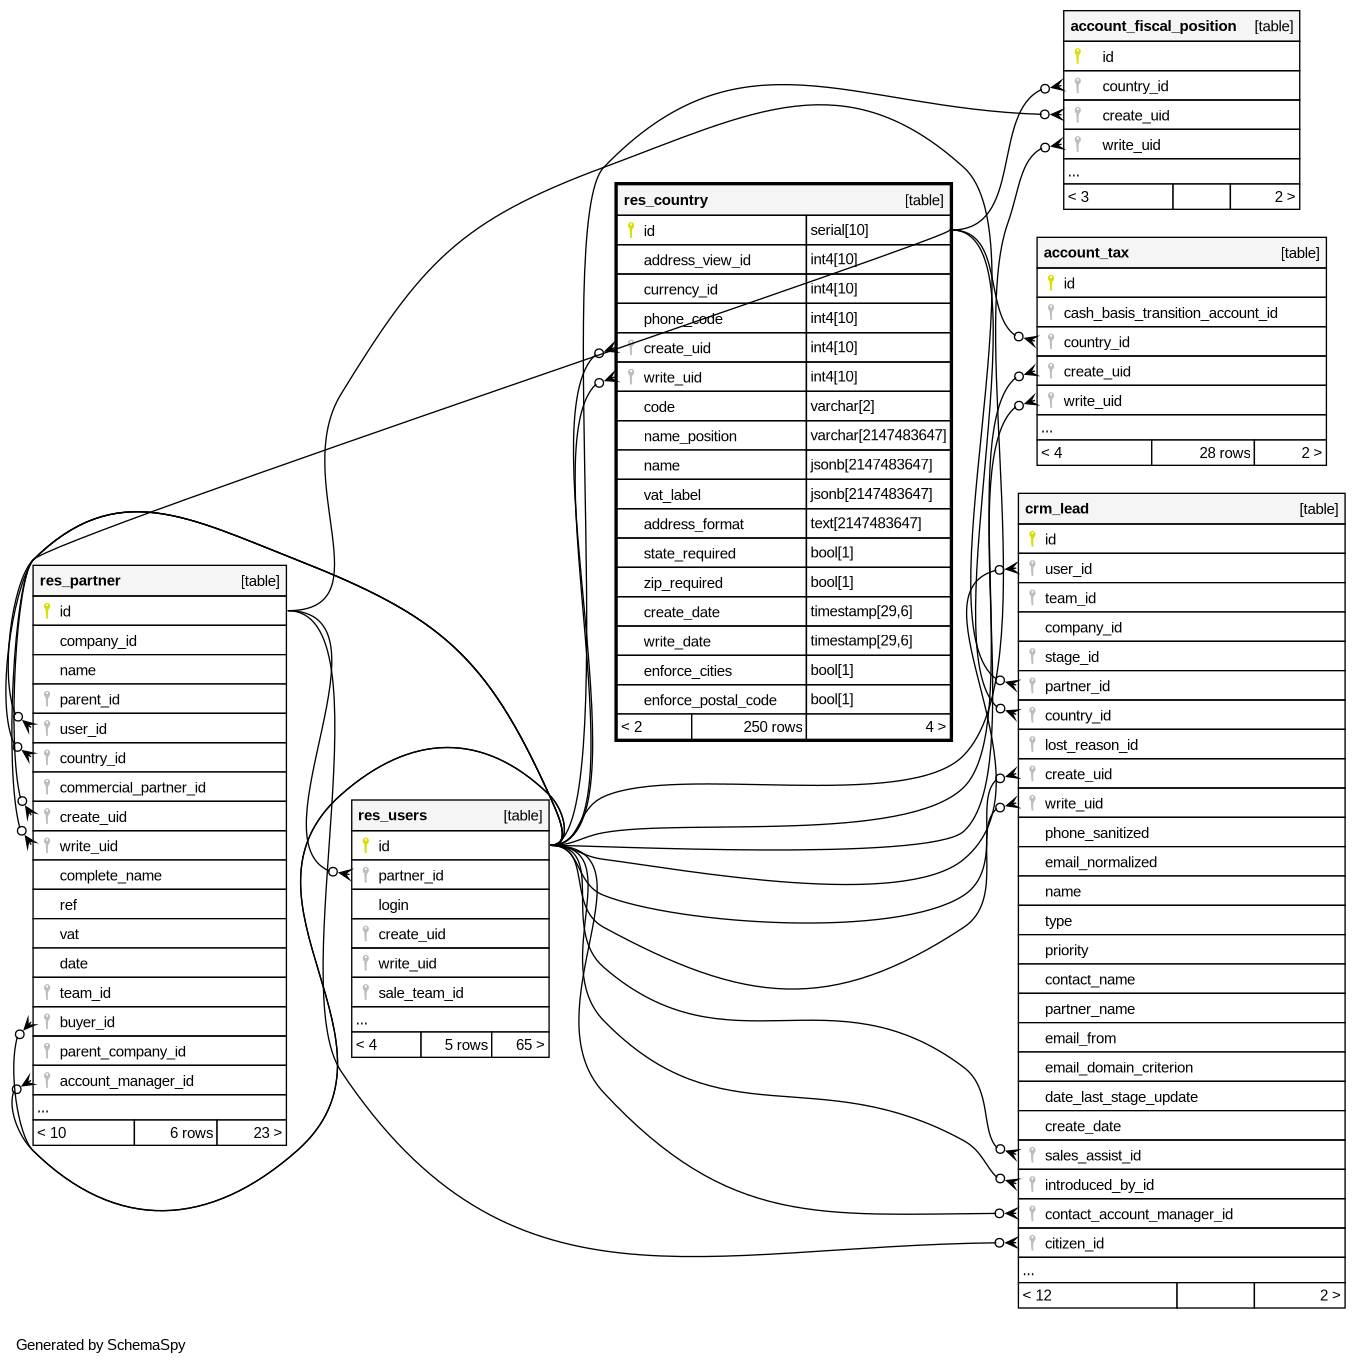 account_fiscal_position [table]
id
country_id
create_uid
write_uid
...
< 3 2 >
res_country [table]
id serial[10]
address_view_id int4[10]
currency_id int4[10]
phone_code int4[10]
create_uid int4[10]
write_uid int4[10]
code varchar[2]
name_position varchar[2147483647]
name jsonb[2147483647]
vat_label jsonb[2147483647]
address_format text[2147483647]
state_required bool[1]
zip_required bool[1]
create_date timestamp[29,6]
write_date timestamp[29,6]
enforce_cities bool[1]
enforce_postal_code bool[1]
< 2 250 rows 4 >
account_tax [table]
id
cash_basis_transition_account_id
country_id
create_uid
write_uid
...
< 4 28 rows 2 >
crm_lead [table]
id
user_id
team_id
company_id
stage_id
partner_id
country_id
lost_reason_id
create_uid
write_uid
phone_sanitized
email_normalized
name
type
priority
contact_name
partner_name
email_from
email_domain_criterion
date_last_stage_update
create_date
sales_assist_id
introduced_by_id
contact_account_manager_id
citizen_id
...
< 12 2 >
res_partner [table]
id
company_id
name
parent_id
user_id
country_id
commercial_partner_id
create_uid
write_uid
complete_name
ref
vat
date
team_id
buyer_id
parent_company_id
account_manager_id
...
< 10 6 rows 23 >
res_users [table]
id
partner_id
login
create_uid
write_uid
sale_team_id
...
< 4 5 rows 65 >
Generated by SchemaSpy